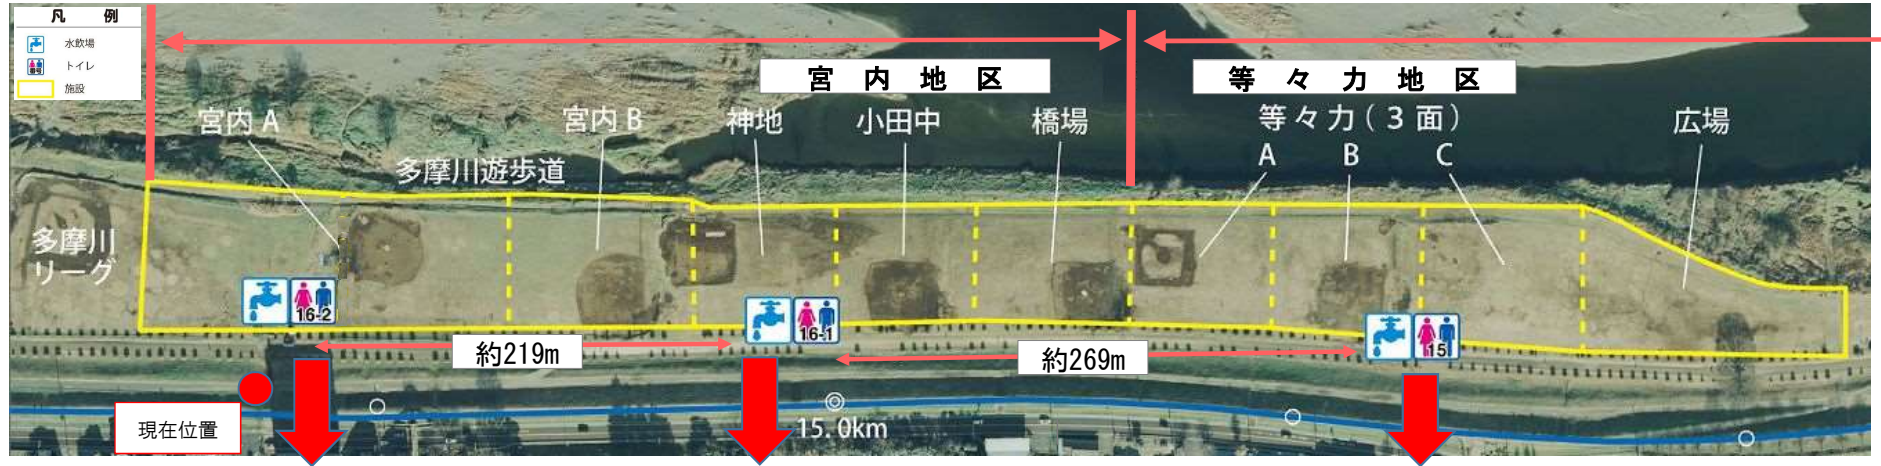 凡 例
水飲場
番号
トイレ
施設
宮 内 地 区
等 々 力 地 区
宮内 A
宮内 B
神地
小田中
橋場
等々力(3面)
A B C
広場
多摩川遊歩道
多摩川
リーグ
16-2
16-1
15
約219m
約269m
現在位置
15.0km